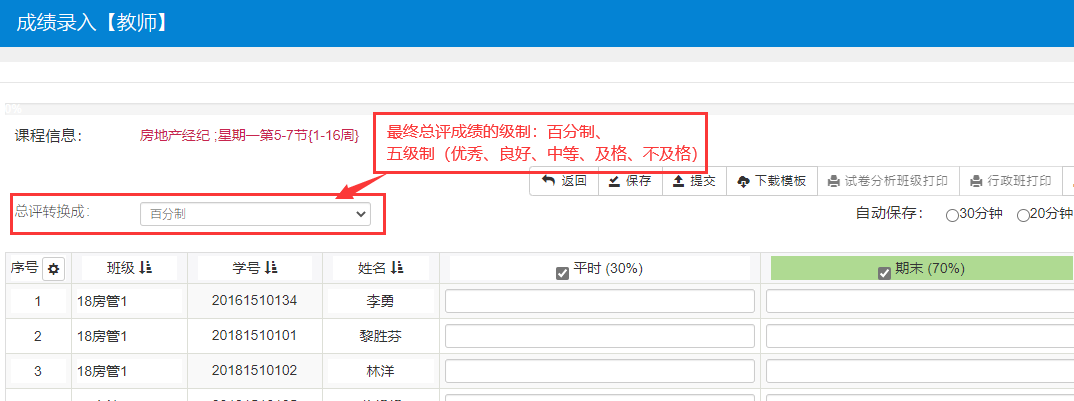 成绩录入【教师】
课程信息：
房地产经纪 ;星期一第5-7节{1-16周}
最终总评成绩的级制：百分制、
五级制（优秀、良好、中等、及格、不及格）
返回 保存 提交 下载模板 试卷分析班级打印 行政班打印
总评转换成：
百分制
自动保存： 30分钟 20分钟
序号 班级 学号 姓名 平时 (30%) 期末 (70%)
1 18房管1 20161510134 李勇
2 18房管1 20181510101 黎胜芬
3 18房管1 20181510102 林洋